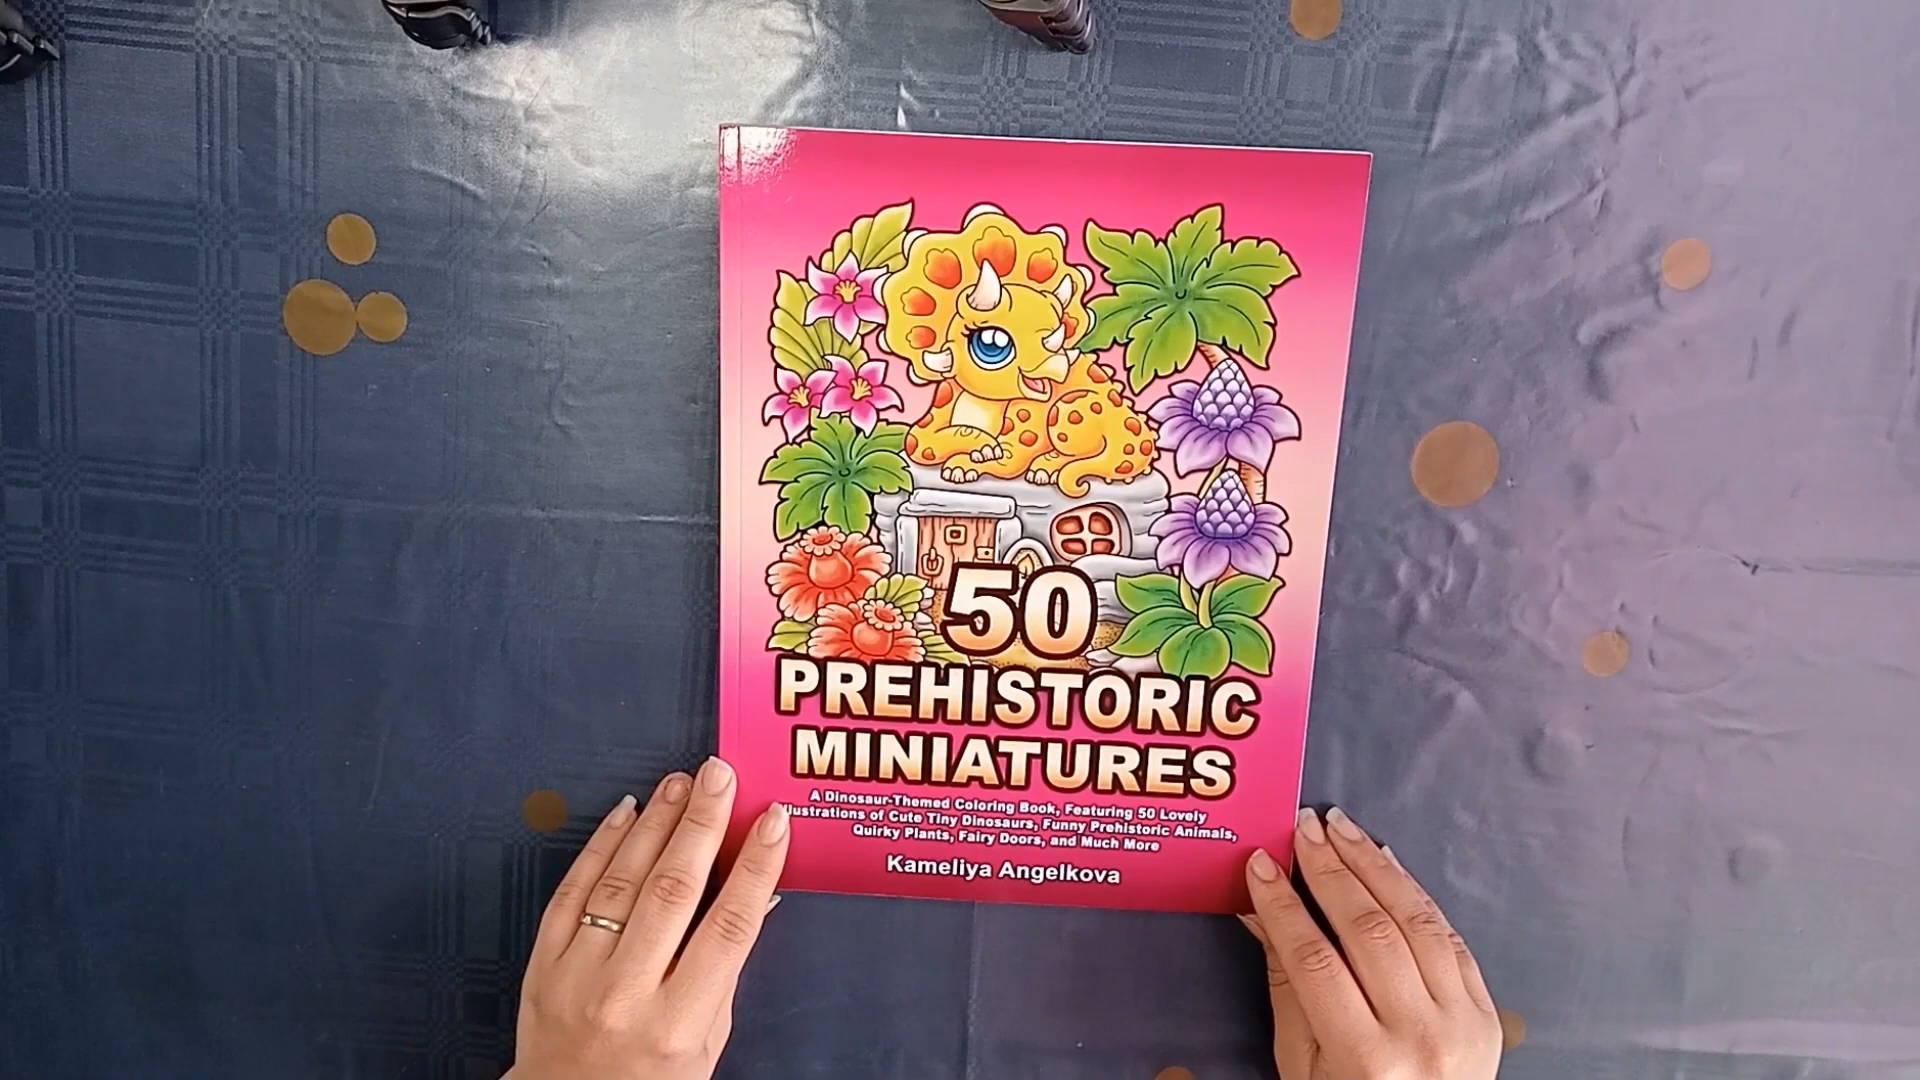 50
PREHISTORIC
MINIATURES
A Dinosaur-Themed Coloring Book, Featuring 50 Lovely
Illustrations of Cute Tiny Dinosaurs, Funny Prehistoric Animals,
Quirky Plants, Fairy Doors, and Much More
Kameliya Angelkova